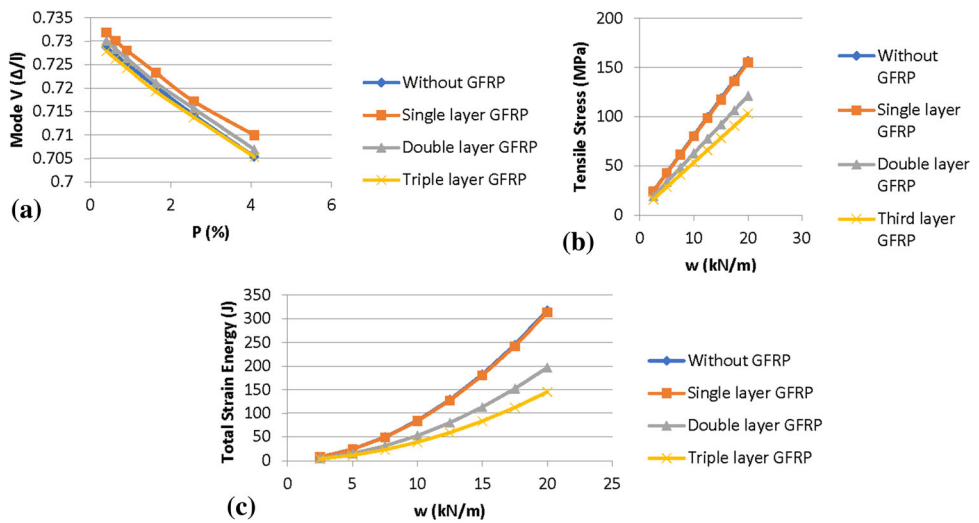 0.735
0.73
0.725
0.72
0.715
0.71
0.705
0.7
Mode V (Δ/l)
0
2
4
6
P (%)
Without GFRP
Single layer GFRP
Double layer GFRP
Triple layer GFRP
(a)
200
150
100
50
0
Tensile Stress (MPa)
0
10
20
30
w (kN/m)
Without
GFRP
Single
layer GFRP
Double
layer GFRP
Third layer
GFRP
(b)
350
300
250
200
150
100
50
0
Total Strain Energy (J)
0
5
10
15
20
25
w (kN/m)
Without GFRP
Single layer GFRP
Double layer GFRP
Triple layer GFRP
(c)